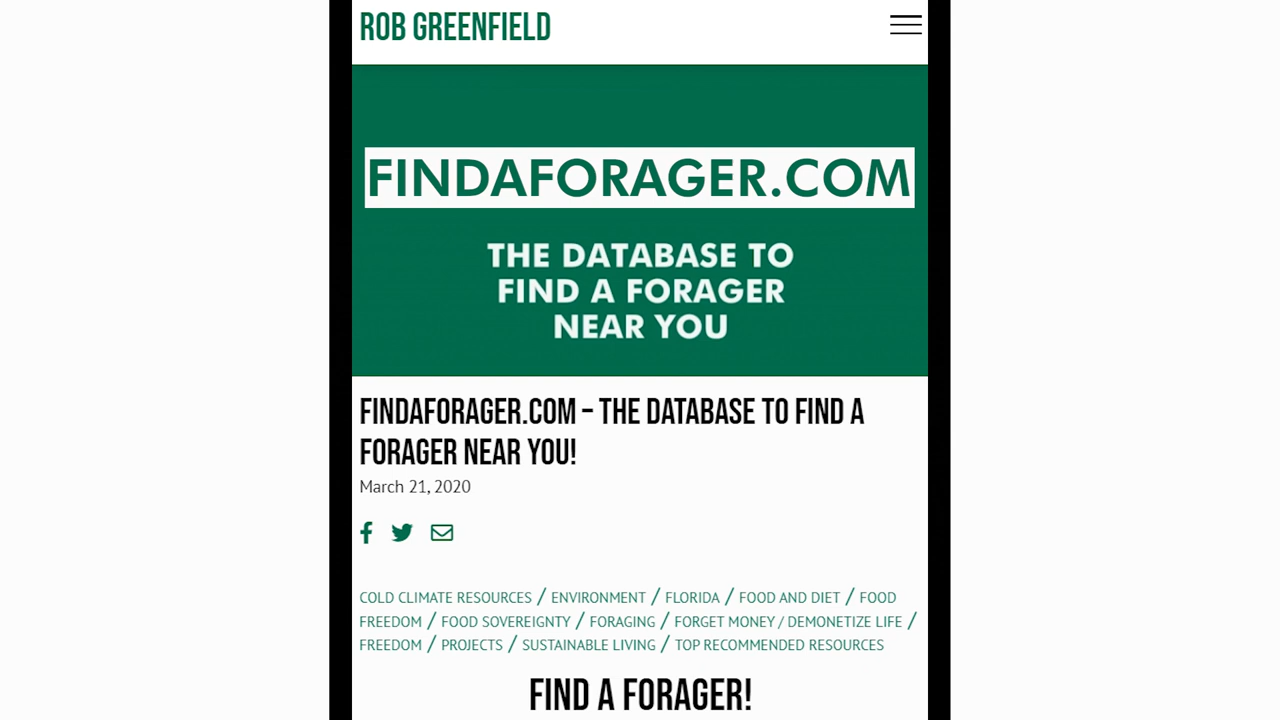 ROB GREENFIELD
FINDAFORAGER.COM
THE DATABASE TO
FIND A FORAGER
NEAR YOU
FINDAFORAGER.COM – THE DATABASE TO FIND A
FORAGER NEAR YOU!
March 21, 2020
COLD CLIMATE RESOURCES / ENVIRONMENT / FLORIDA / FOOD AND DIET / FOOD
FREEDOM / FOOD SOVEREIGNTY / FORAGING / FORGET MONEY / DEMONETIZE LIFE /
FREEDOM / PROJECTS / SUSTAINABLE LIVING / TOP RECOMMENDED RESOURCES
FIND A FORAGER!